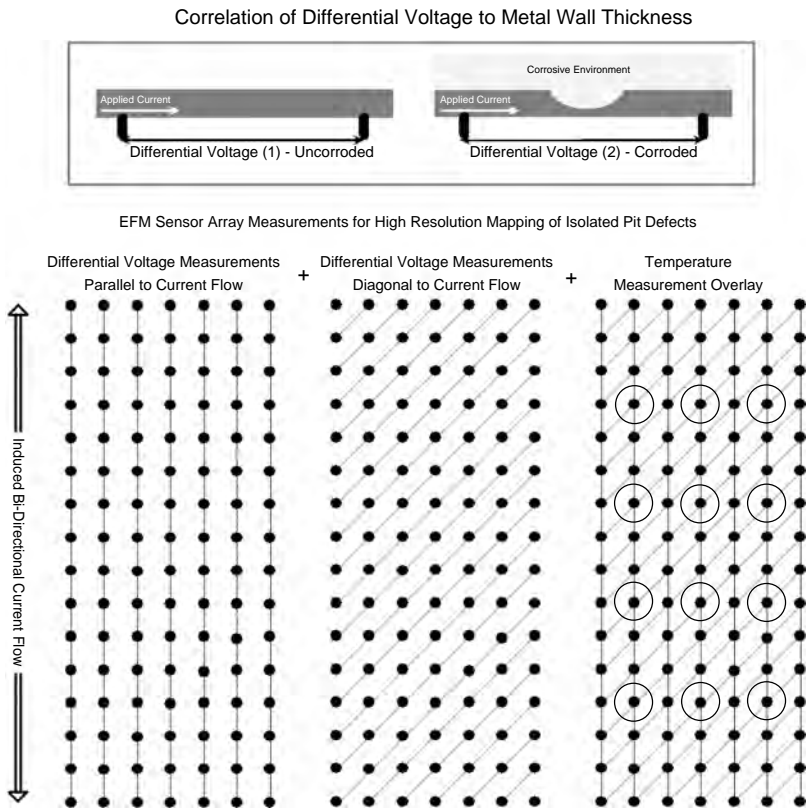 Correlation of Differential Voltage to Metal Wall Thickness
Corrosive Environment
Applied Current
Applied Current
Differential Voltage (1) - Uncorroded
Differential Voltage (2) - Corroded
EFM Sensor Array Measurements for High Resolution Mapping of Isolated Pit Defects
Differential Voltage Measurements
Parallel to Current Flow
+
Differential Voltage Measurements
Diagonal to Current Flow
+
Temperature
Measurement Overlay
Induced Bi-Directional Current Flow